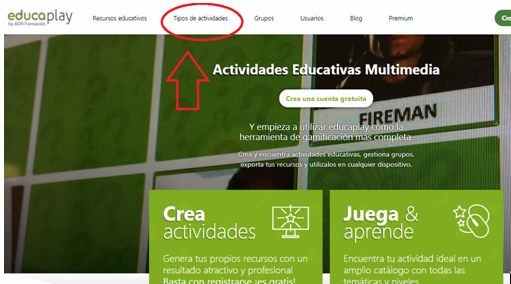 educaplay
by ADR Formación
Recursos educativos
Tipos de actividades
Grupos
Usuarios
Blog
Premium
Actividades Educativas Multimedia
Crea una cuenta gratuita
FIREMAN
Y empieza a utilizar educaplay como la
herramienta de gamificación más completa.
Crea y encuentra actividades educativas, gestiona grupos,
exporta tus recursos y utilízalos en cualquier dispositivo.
Crea
actividades
Genera tus propios recursos con un
resultado atractivo y profesional
Basta con registrarse ¡es gratis!
Juega &
aprende
Encuentra tu actividad ideal en un
amplio catálogo con todas las
temáticas y niveles